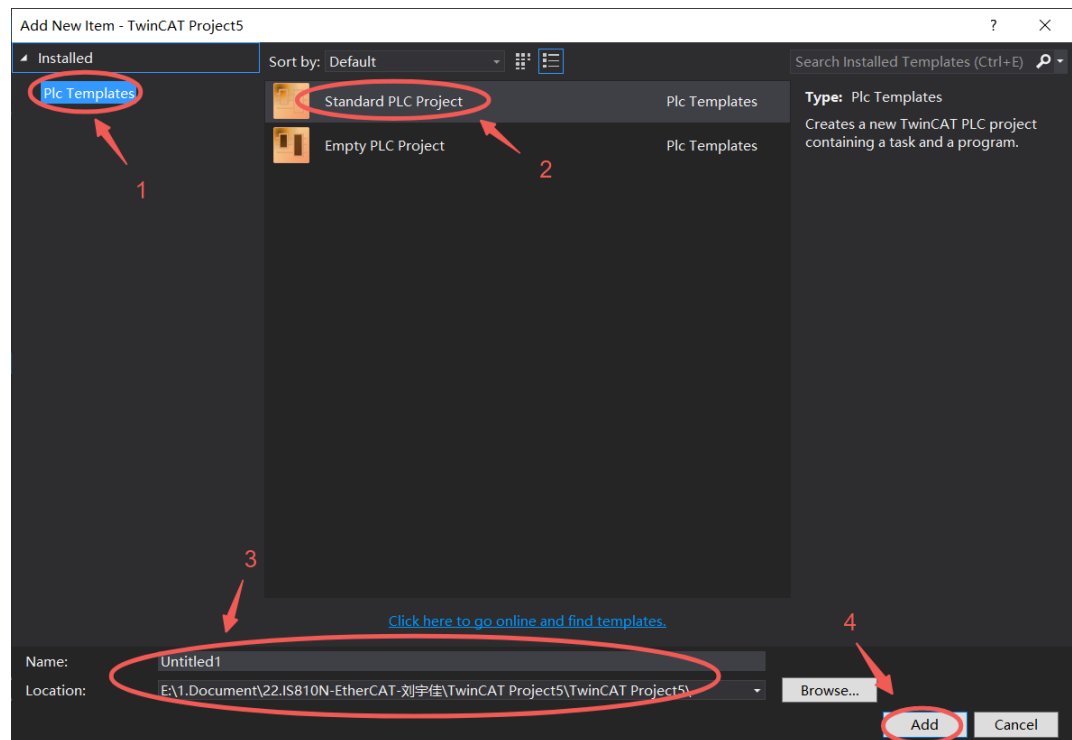 Add New Item - TwinCAT Project5
?
Installed
Sort by: Default
Search Installed Templates (Ctrl+E)
Plc Templates
Standard PLC Project
Plc Templates
Type: Plc Templates
Creates a new TwinCAT PLC project
containing a task and a program.
Empty PLC Project
Plc Templates
1
2
3
Click here to go online and find templates.
4
Name:
Untitled1
Location:
E:\1.Document\22.IS810N-EtherCAT-刘宇佳\TwinCAT Project5\TwinCAT Project5\
Browse...
Add
Cancel